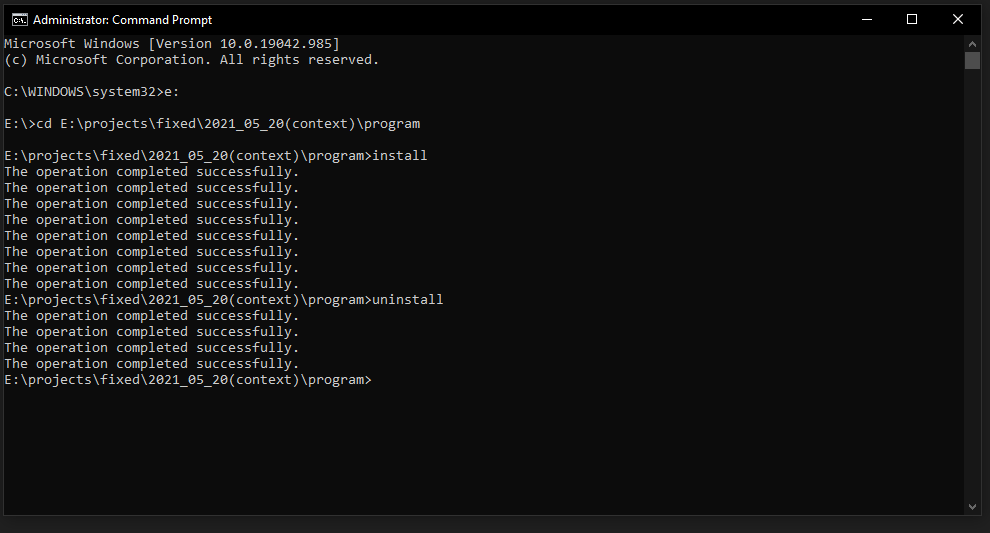 Administrator: Command Prompt
Microsoft Windows [Version 10.0.19042.985]
(c) Microsoft Corporation. All rights reserved.
C:\WINDOWS\system32>e:
E:\>cd E:\projects\fixed\2021_05_20(context)\program
E:\projects\fixed\2021_05_20(context)\program>install
The operation completed successfully.
The operation completed successfully.
The operation completed successfully.
The operation completed successfully.
The operation completed successfully.
The operation completed successfully.
The operation completed successfully.
The operation completed successfully.
E:\projects\fixed\2021_05_20(context)\program>uninstall
The operation completed successfully.
The operation completed successfully.
The operation completed successfully.
The operation completed successfully.
E:\projects\fixed\2021_05_20(context)\program>